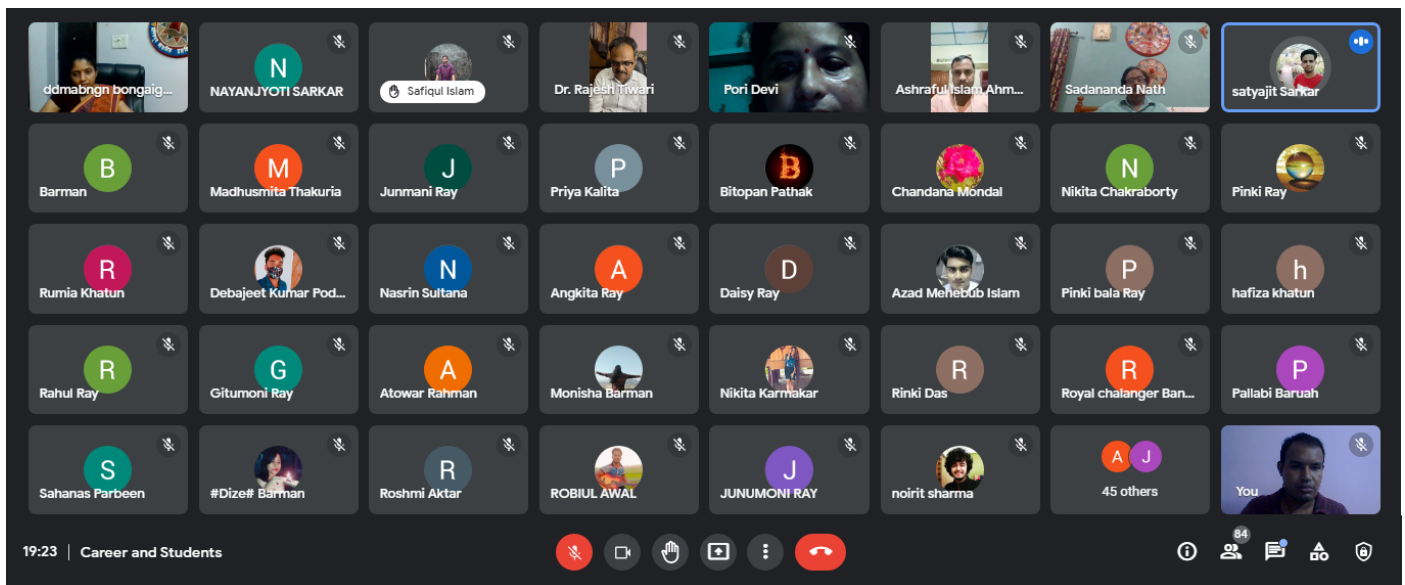 ddmabngn bongaig...
N
NAYANJYOTI SARKAR
Safiqul Islam
Dr. Rajesh Tiwari
Pori Devi
Ashraful Islam Ahm...
Sadananda Nath
satyajit Sarkar
B
Barman
M
Madhusmita Thakuria
J
Junmani Ray
P
Priya Kalita
B
Bitopan Pathak
Chandana Mondal
N
Nikita Chakraborty
Pinki Ray
R
Rumia Khatun
Debajeet Kumar Pod...
N
Nasrin Sultana
A
Angkita Ray
D
Daisy Ray
Azad Mehebub Islam
P
Pinki bala Ray
h
hafiza khatun
R
Rahul Ray
G
Gitumoni Ray
A
Atowar Rahman
Monisha Barman
Nikita Karmakar
R
Rinki Das
R
Royal chalanger Ban...
P
Pallabi Baruah
S
Sahanas Parbeen
#Dize# Barman
R
Roshmi Aktar
ROBIUL AWAL
J
JUNUMONI RAY
noirit sharma
A J
45 others
You
19:23 | Career and Students
84